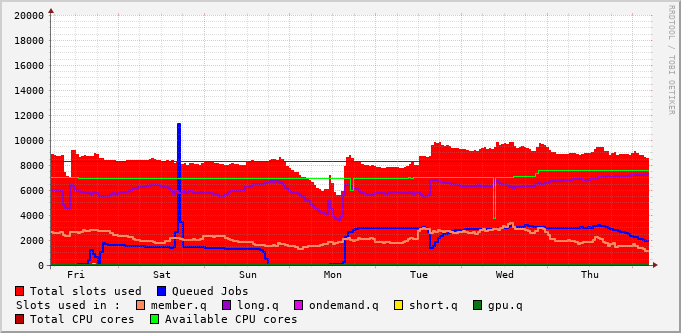 20000
18000
16000
14000
12000
10000
8000
6000
4000
2000
0
Fri Sat Sun Mon Tue Wed Thu
RRDTOOL / TOBI OETIKER
Total slots used Queued Jobs
Slots used in : member.q long.q ondemand.q short.q gpu.q
Total CPU cores Available CPU cores